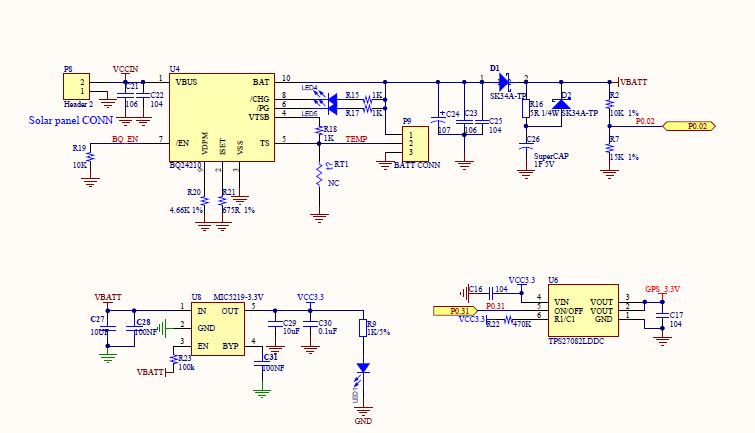 P8
2
1
Header 2
Solar panel CONN
VCCIN
C21
106
C22
104
U4
1
VBUS
BAT
10
/CHG
8
/PG
6
VTSB
4
/EN
7
BQ_EN
TS
5
VDPM
ISET
VSS
9
2
3
BQ24210
R19
10K
R20
4.66K 1%
R21
675R 1%
LED4
LED5
R15
1K
R17
1K
R18
1K
TEMP
RT1
NC
P9
1
2
3
BATT CONN
C24
107
C23
106
C25
104
D1
1
2
SK34A-TP
R16
5R 1/4W
D2
SK34A-TP
C26
SuperCAP
1F 5V
VBATT
R2
10K 1%
P0.02
P0.02
R7
15K 1%
VBATT
C27
10UF
C28
100NF
U8
MIC5219-3.3V
1
IN
OUT
5
2
GND
3
EN
BYP
4
R23
100k
VBATT
C31
100NF
VCC3.3
C29
10uF
C30
0.1uF
R9
1K/5%
LED1
GND
C16
104
VCC3.3
U6
P0.31
P0.31
VCC3.3
R22
470K
4
VIN
5
ON/OFF
6
R1/C1
VOUT
3
VOUT
2
GND
1
TPS27082LDDC
GPS_3.3V
C17
104